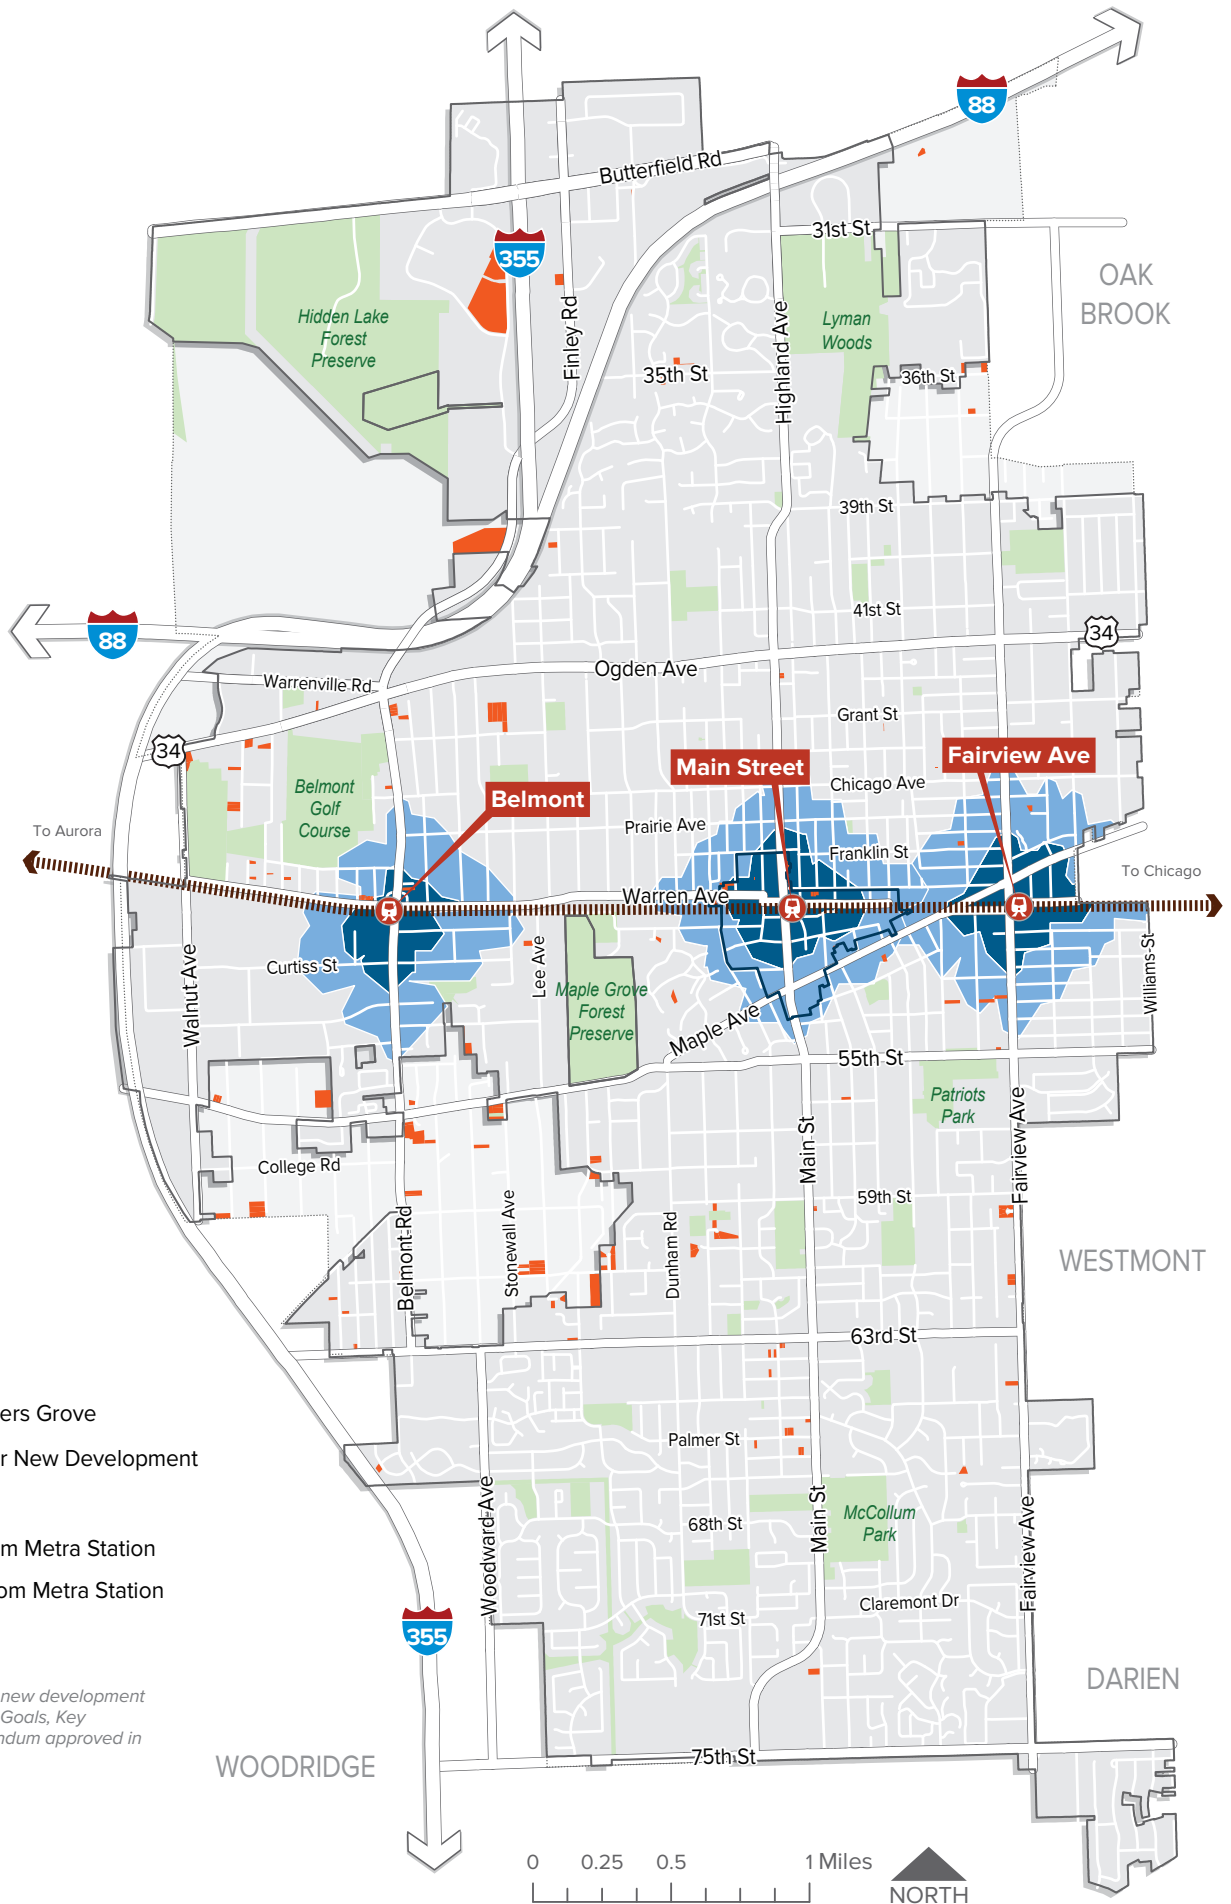 88
Butterfield Rd
31st St
355
OAK
BROOK
Hidden Lake
Forest
Preserve
Finley Rd
Highland Ave
Lyman
Woods
35th St
36th St
39th St
41st St
88
34
Ogden Ave
Warrenville Rd
Grant St
34
Main Street
Fairview Ave
Belmont
Chicago Ave
Belmont
Golf
Course
Prairie Ave
To Aurora
Franklin St
To Chicago
Warren Ave
Walnut Ave
Curtiss St
Lee Ave
Maple Grove
Forest
Preserve
Maple Ave
Williams St
55th St
Patriots
Park
Main St
Fairview Ave
College Rd
59th St
Belmont Rd
Stonewall Ave
Dunham Rd
WESTMONT
63rd St
ers Grove
r New Development
Palmer St
Woodward Ave
Main St
McCollum
Park
68th St
Fairview Ave
m Metra Station
om Metra Station
Claremont Dr
71st St
355
new development
Goals, Key
ndum approved in
DARIEN
WOODRIDGE
75th St
0 0.25 0.5 1 Miles
NORTH